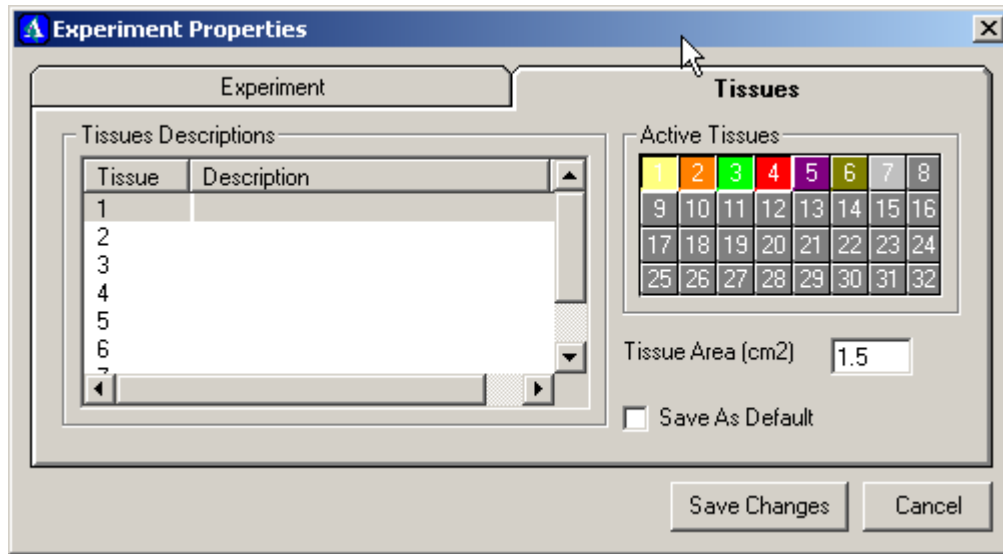 Experiment Properties
Experiment
Tissues
Tissues Descriptions
Tissue Description
1
2
3
4
5
6
7
Active Tissues
1 2 3 4 5 6 7 8
9 10 11 12 13 14 15 16
17 18 19 20 21 22 23 24
25 26 27 28 29 30 31 32
Tissue Area (cm2) 1.5
Save As Default
Save Changes Cancel